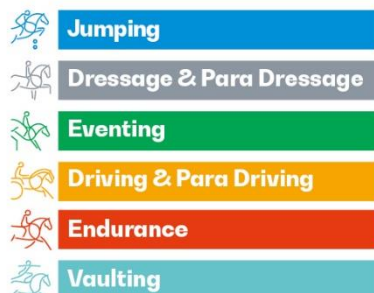 Jumping
Dressage & Para Dressage
Eventing
Driving & Para Driving
Endurance
Vaulting